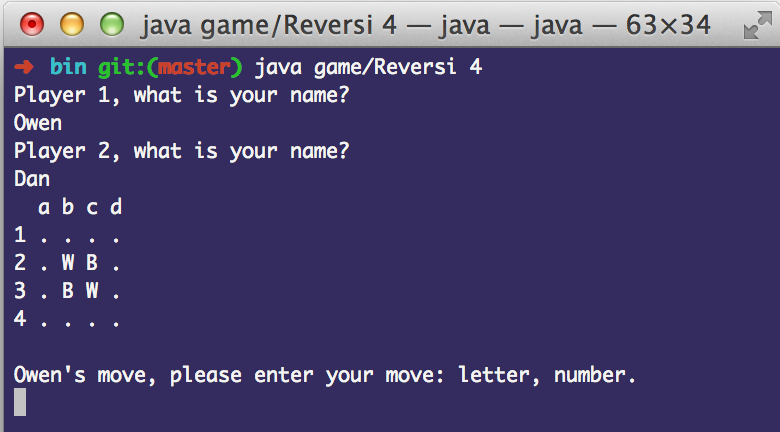 java game/Reversi 4 — java — java — 63×34
➜ bin git:(master) java game/Reversi 4
Player 1, what is your name?
Owen
Player 2, what is your name?
Dan
  a b c d
1 . . . .
2 . W B .
3 . B W .
4 . . . .
Owen's move, please enter your move: letter, number.